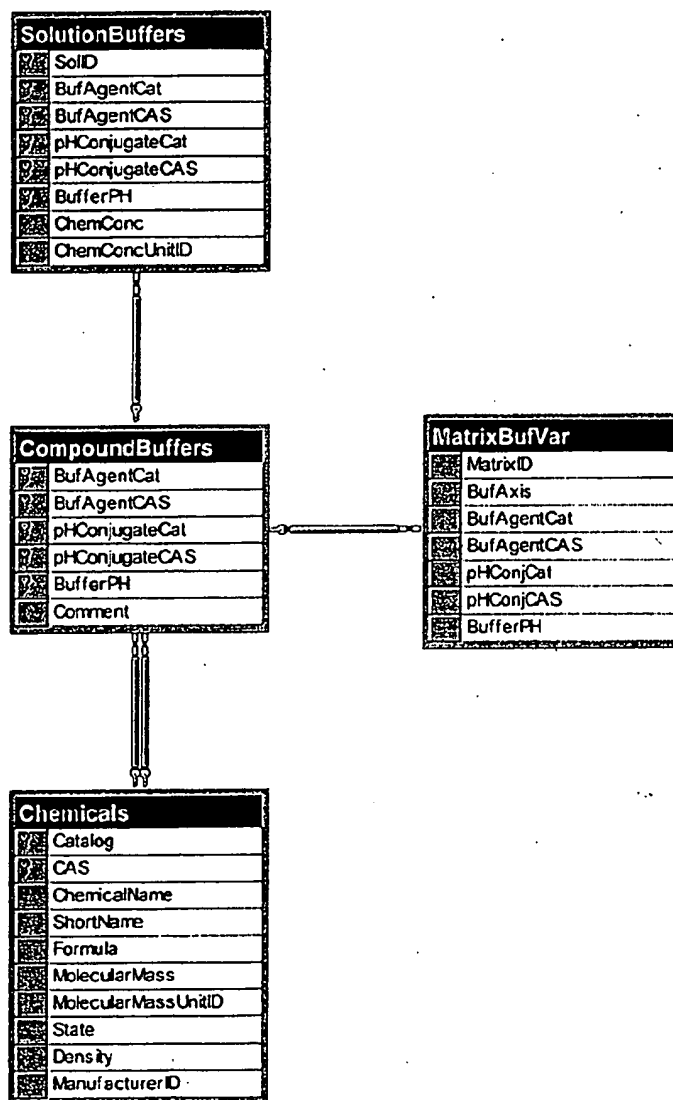 SolutionBuffers
SolID
BufAgentCat
BufAgentCAS
pHConjugateCat
pHConjugateCAS
BufferPH
ChemConc
ChemConcUnitID
CompoundBuffers
BufAgentCat
BufAgentCAS
pHConjugateCat
pHConjugateCAS
BufferPH
Comment
MatrixBufVar
MatrixID
BufAxis
BufAgentCat
BufAgentCAS
pHConjCat
pHConjCAS
BufferPH
Chemicals
Catalog
CAS
ChemicalName
ShortName
Formula
MolecularMass
MolecularMassUnitID
State
Density
ManufacturerID